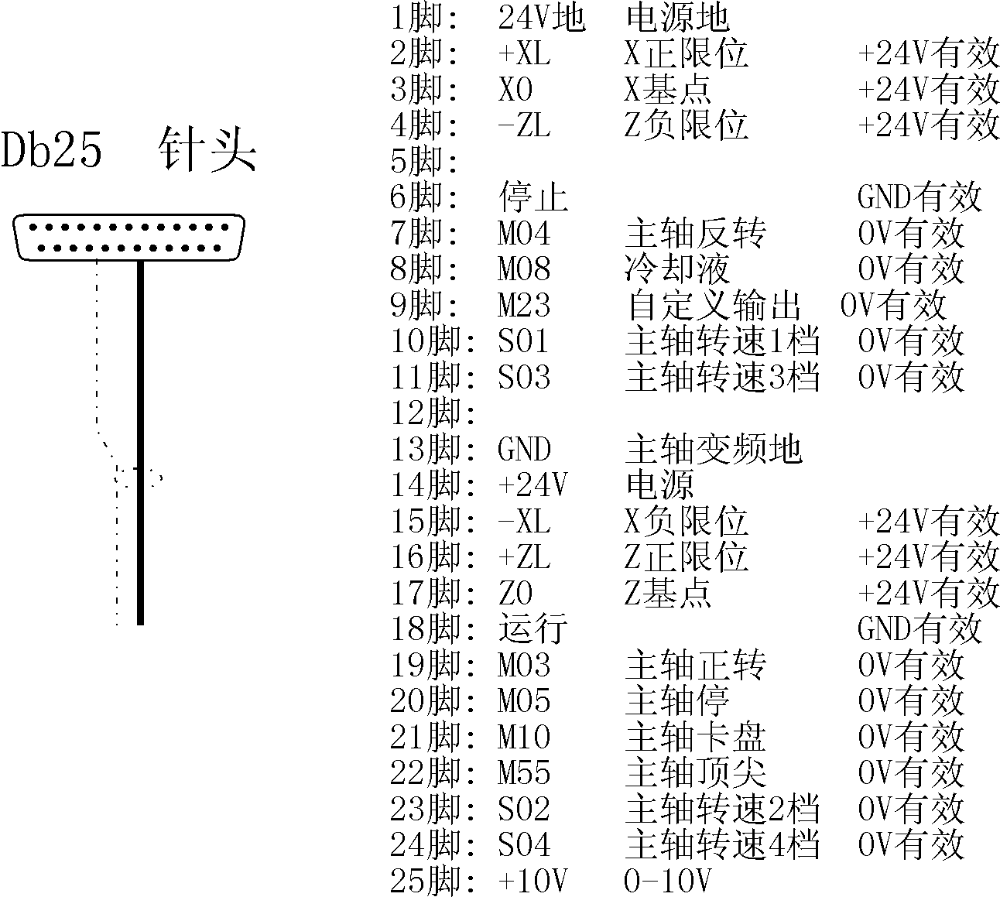 Db25 针头
1脚: 24V地 电源地
2脚: +XL X正限位 +24V有效
3脚: X0 X基点 +24V有效
4脚: -ZL Z负限位 +24V有效
5脚:
6脚: 停止 GND有效
7脚: M04 主轴反转 0V有效
8脚: M08 冷却液 0V有效
9脚: M23 自定义输出 0V有效
10脚: S01 主轴转速1档 0V有效
11脚: S03 主轴转速3档 0V有效
12脚:
13脚: GND 主轴变频地
14脚: +24V 电源
15脚: -XL X负限位 +24V有效
16脚: +ZL Z正限位 +24V有效
17脚: Z0 Z基点 +24V有效
18脚: 运行 GND有效
19脚: M03 主轴正转 0V有效
20脚: M05 主轴停 0V有效
21脚: M10 主轴卡盘 0V有效
22脚: M55 主轴顶尖 0V有效
23脚: S02 主轴转速2档 0V有效
24脚: S04 主轴转速4档 0V有效
25脚: +10V 0-10V